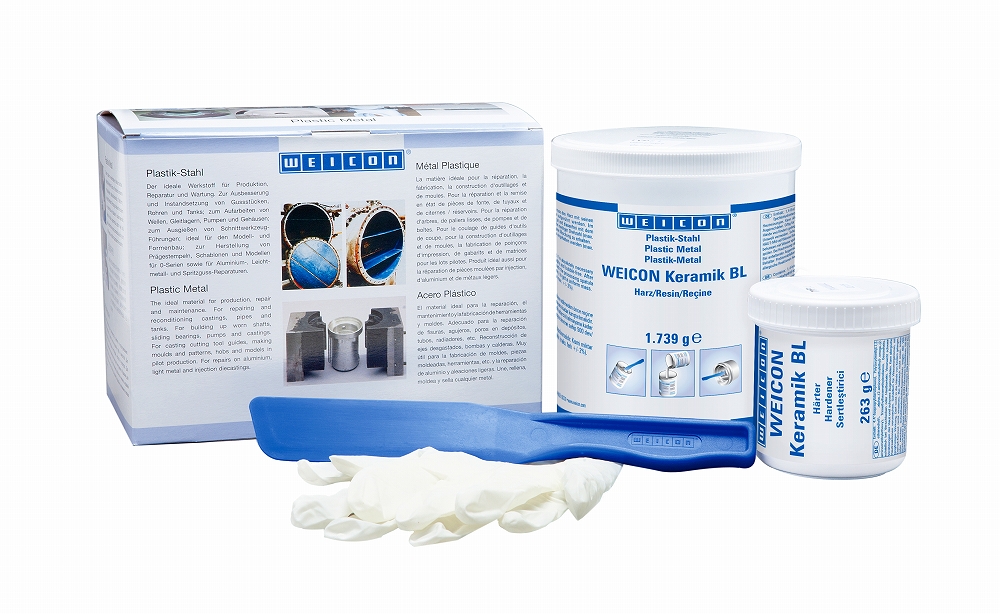 Plastic Metal
WEICON®
Plastik-Stahl
Der ideale Werkstoff für Produktion,
Reparatur und Wartung. Zur Ausbesserung
und Instandsetzung von Gussstücken,
Rohren und Tanks; zum Aufarbeiten von
Wellen, Gleitlagern, Pumpen und Gehäusen;
zum Ausgießen von Schnittwerkzeug-
Führungen; ideal für den Modell- und
Formenbau; zur Herstellung von
Prägestempeln, Schablonen und Modellen
für 0-Serien sowie für Aluminium-, Leicht-
metall- und Spritzguss-Reparaturen.
Plastic Metal
The ideal material for production, repair
and maintenance. For repairing and
reconditioning castings, pipes and
tanks. For building up worn shafts,
sliding bearings, pumps and castings.
For casting cutting tool guides, making
moulds and patterns, hobs and models in
pilot production. For repairs on aluminium,
light metal and injection diecastings.
Métal Plastique
La matière idéale pour la réparation, la
fabrication, la construction d'outillages et
de moules. Pour la réparation et la remise
en état de pièces de fonte, de tuyaux et
de citernes / réservoirs. Pour la réparation
d'arbres, de paliers lisses, de pompes et de
boîtes. Pour le coulage de guides d'outils
de coupe, pour la construction d'outillages
et de moules, la fabrication de poinçons
d'impression, de gabarits et de matrices
pour les lots pilotes. Produit idéal aussi pour
la réparation de pièces moulées par injection,
d'aluminium et de métaux légers.
Acero Plástico
El material ideal para la reparación, el
mantenimiento y la fabricación de herramientas
y moldes. Adecuado para la reparación
de fisuras, agujeros, poros en depósitos,
tubos, radiadores, etc. Reconstrucción de
ejes desgastados, bombas y calderas. Muy
útil para la fabricación de moldes, piezas
moldeadas, herramientas, etc. y la reparación
de aluminio y aleaciones ligeras. Une, rellena,
moldea y sella cualquier metal.
WEICON®
Plastik-Stahl
Plastic Metal
Plastik-Metal
WEICON Keramik BL
Harz/Resin/Reçine
1.739 g e
WEICON
WEICON
Keramik BL
Härter
Hardener
Sertleştirici
263 g e
WEICON